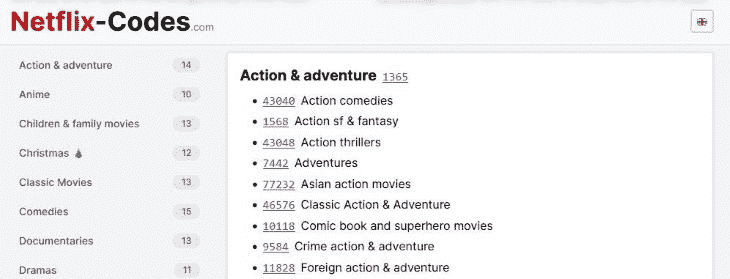 Netflix-Codes.com
Action & adventure 14
Anime 10
Children & family movies 13
Christmas 12
Classic Movies 13
Comedies 15
Documentaries 13
Dramas 11
Action & adventure 1365
43040 Action comedies
1568 Action sf & fantasy
43048 Action thrillers
7442 Adventures
77232 Asian action movies
46576 Classic Action & Adventure
10118 Comic book and superhero movies
9584 Crime action & adventure
11828 Foreign action & adventure